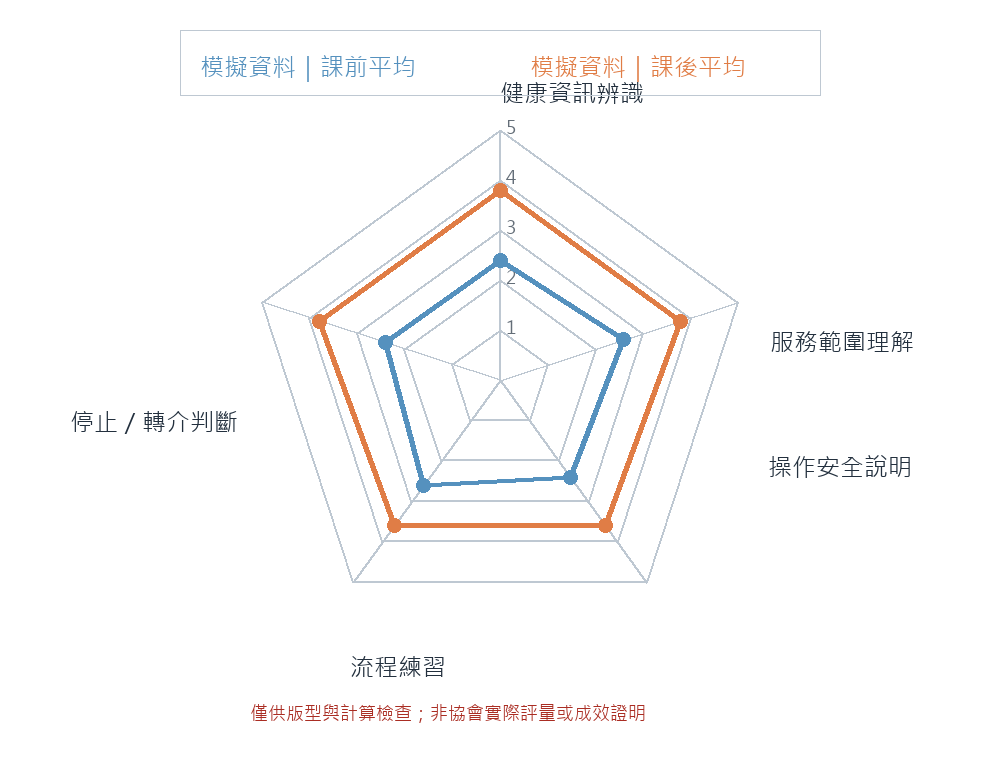 模擬資料｜課前平均
模擬資料｜課後平均
健康資訊辨識
5
4
3
2
1
服務範圍理解
停止 / 轉介判斷
操作安全說明
流程練習
僅供版型與計算檢查；非協會實際評量或成效證明